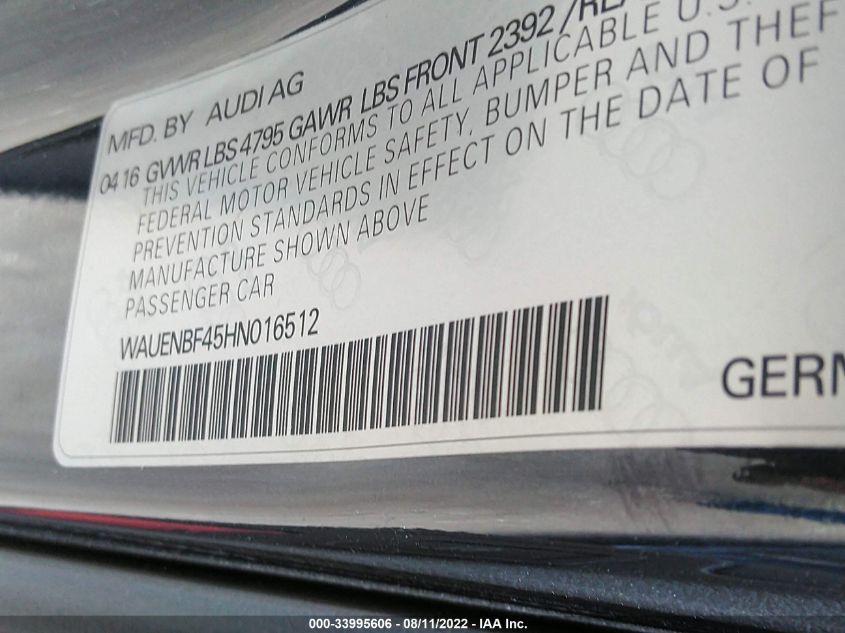 MFD. BY AUDI AG
04 16 GVWR LBS 4795 GAWR LBS FRONT 2392 /RE
THIS VEHICLE CONFORMS TO ALL APPLICABLE U.S.
FEDERAL MOTOR VEHICLE SAFETY, BUMPER AND THEF
PREVENTION STANDARDS IN EFFECT ON THE DATE OF
MANUFACTURE SHOWN ABOVE
PASSENGER CAR
WAUENBF45HN016512
GERM
000-33995606 - 08/11/2022 - IAA Inc.